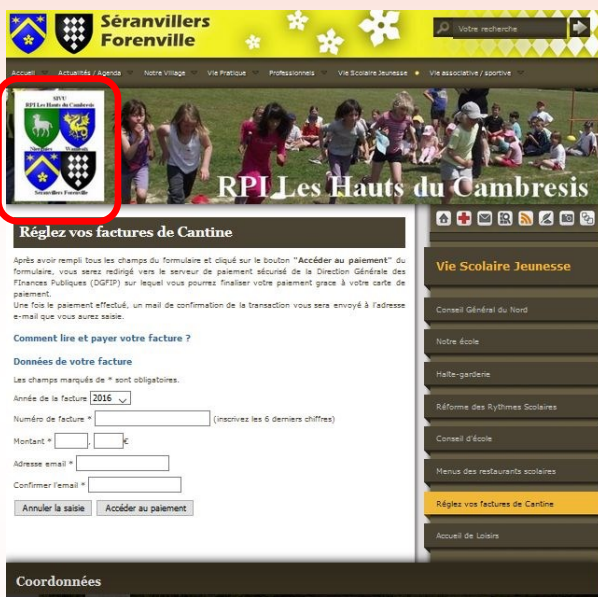 Séranvillers
Forenville
Votre recherche
Accueil
Actualités / Agenda
Notre Village
Vie Pratique
Professionnels
Vie Scolaire Jeunesse
Vie associative / sportive
SIVU
RPI Les Hauts du Cambresis
Niergnies Wambaix
Séranvillers Forenville
RPI Les Hauts du Cambresis
Réglez vos factures de Cantine
Après avoir rempli tous les champs du formulaire et cliqué sur le bouton "Accéder au paiement" du
formulaire, vous serez redirigé vers le serveur de paiement sécurisé de la Direction Générale des
FInances Publiques (DGFIP) sur lequel vous pourrez finaliser votre paiement grace à votre carte de
paiement.
Une fois le paiement effectué, un mail de confirmation de la transaction vous sera envoyé à l'adresse
e-mail que vous aurez saisie.
Comment lire et payer votre facture ?
Données de votre facture
Les champs marqués de * sont obligatoires.
Année de la facture 2016
Numéro de facture * (inscrivez les 6 derniers chiffres)
Montant * , €
Adresse email *
Confirmer l'email *
Annuler la saisie Accéder au paiement
Vie Scolaire Jeunesse
Conseil Général du Nord
Notre école
Halte-garderie
Réforme des Rythmes Scolaires
Conseil d'école
Menus des restaurants scolaires
Réglez vos factures de Cantine
Accueil de Loisirs
Coordonnées